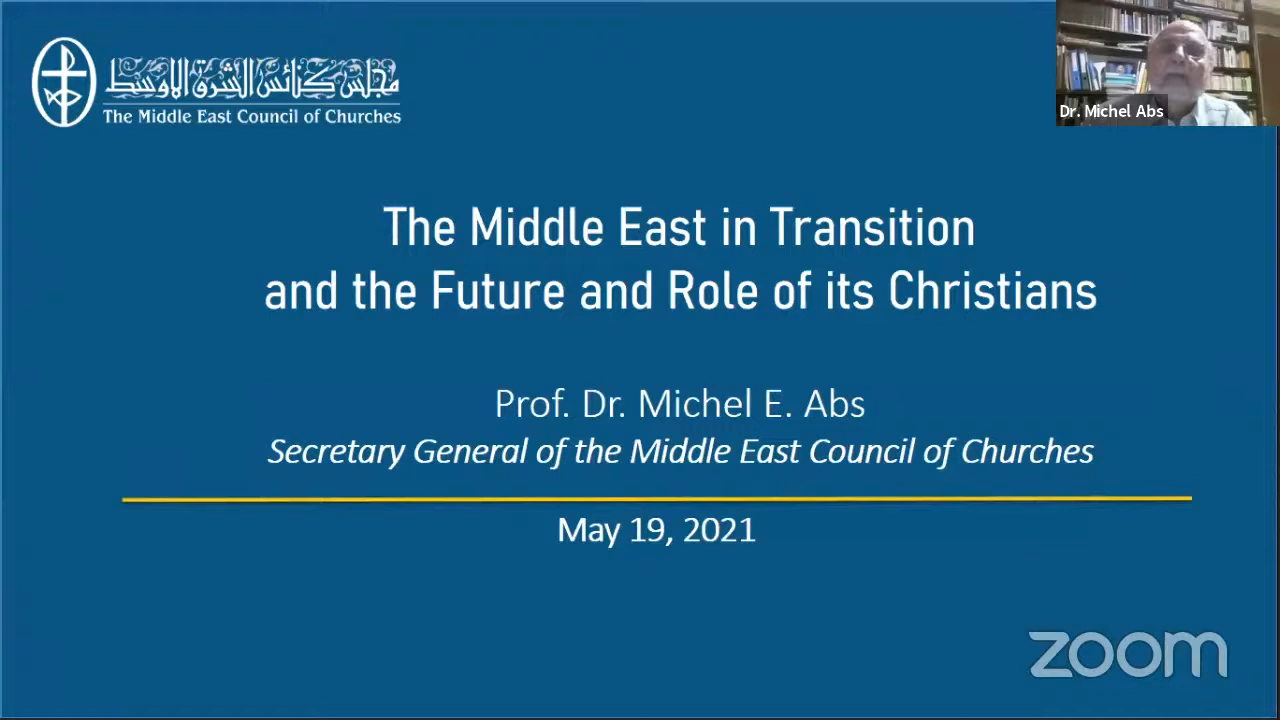 مجلس كنائس الشرق الاوسط
The Middle East Council of Churches
Dr. Michel Abs
The Middle East in Transition
and the Future and Role of its Christians
Prof. Dr. Michel E. Abs
Secretary General of the Middle East Council of Churches
May 19, 2021
zoom